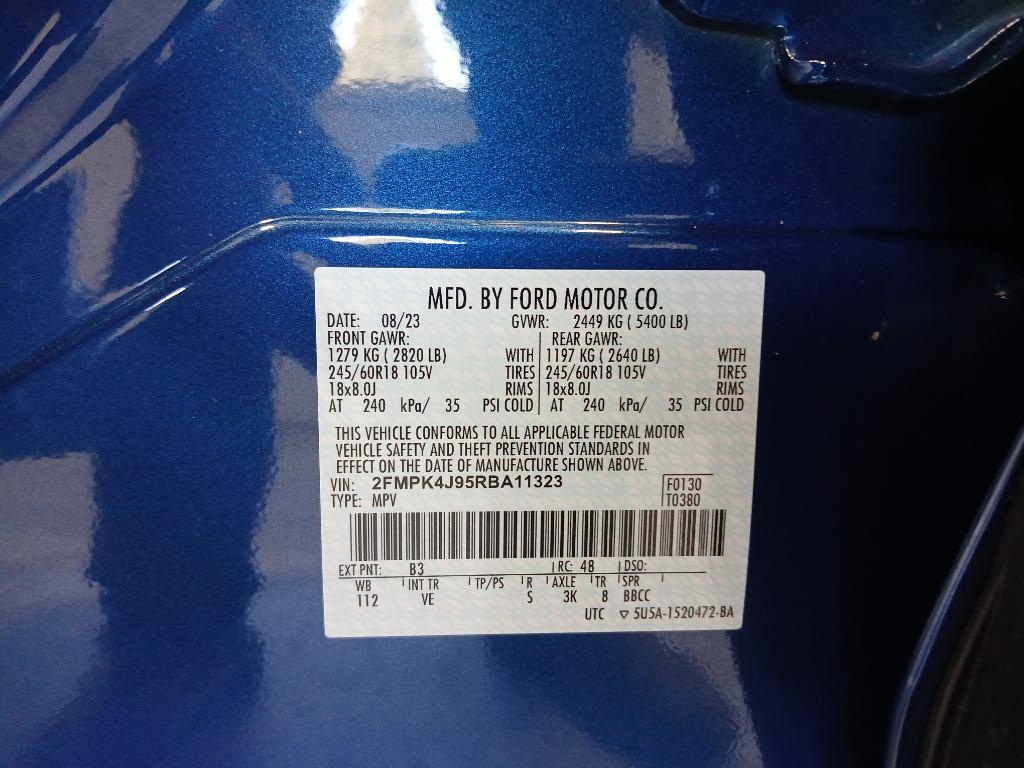 MFD. BY FORD MOTOR CO.
DATE: 08/23 GVWR: 2449 KG ( 5400 LB)
FRONT GAWR: REAR GAWR:
1279 KG ( 2820 LB) WITH 1197 KG ( 2640 LB) WITH
245/60R18 105V TIRES 245/60R18 105V TIRES
18x8.0J RIMS 18x8.0J RIMS
AT 240 kPa/ 35 PSI COLD AT 240 kPa/ 35 PSI COLD
THIS VEHICLE CONFORMS TO ALL APPLICABLE FEDERAL MOTOR
VEHICLE SAFETY AND THEFT PREVENTION STANDARDS IN
EFFECT ON THE DATE OF MANUFACTURE SHOWN ABOVE.
VIN: 2FMPK4J95RBA11323 F0130
TYPE: MPV T0380
EXT PNT: B3 RC: 48 DSO:
WB INT TR TP/PS R AXLE TR SPR
112 VE S 3K 8 BBCC
UTC ▽ 5U5A-1520472-BA